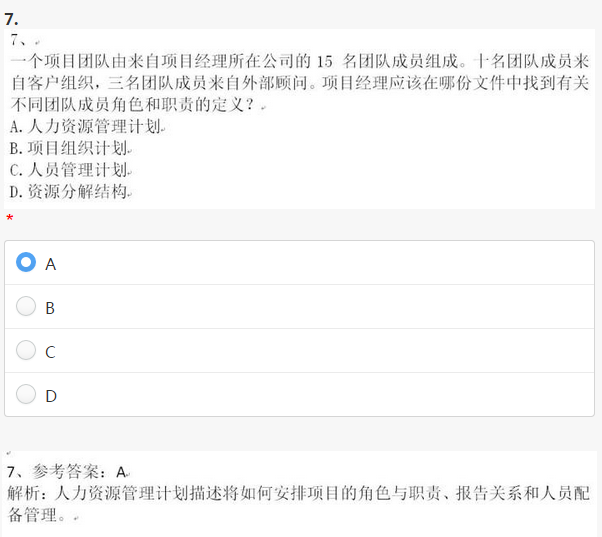 7.
7、
一个项目团队由来自项目经理所在公司的 15 名团队成员组成。十名团队成员来
自客户组织，三名团队成员来自外部顾问。项目经理应该在哪份文件中找到有关
不同团队成员角色和职责的定义？
A.人力资源管理计划
B.项目组织计划
C.人员管理计划
D.资源分解结构
*
A
B
C
D
7、参考答案：A
解析：人力资源管理计划描述将如何安排项目的角色与职责、报告关系和人员配
备管理。